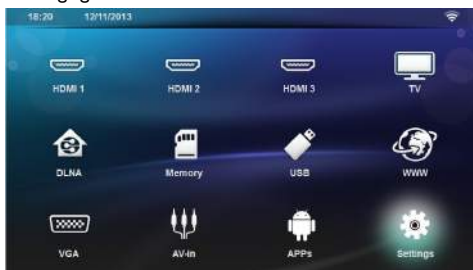 18:20 12/11/2013
HDMI 1 HDMI 2 HDMI 3 TV
DLNA Memory USB WWW
VGA AV-in APPs Settings